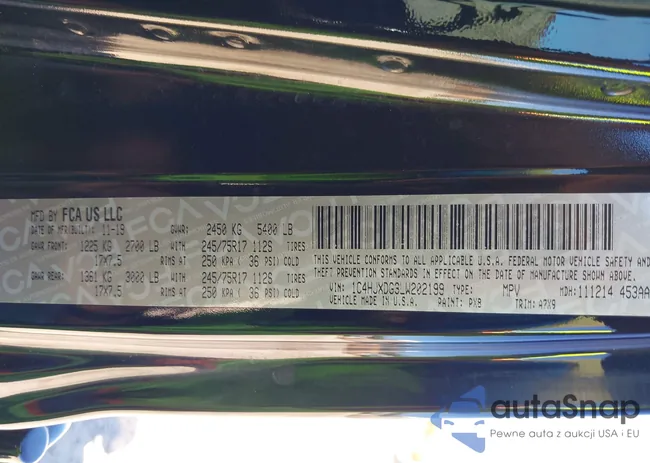 MFD BY FCA US LLC
DATE OF MFR/BUILT: 11-19 GVWR: 2450 KG 5400 LB
GAWR FRONT: 1225 KG 2700 LB WITH 245/75R17 112S TIRES
17X7.5 RIMS AT 250 KPA ( 36 PSI) COLD
GAWR REAR: 1361 KG 3000 LB WITH 245/75R17 112S TIRES
17X7.5 RIMS AT 250 KPA ( 36 PSI) COLD
THIS VEHICLE CONFORMS TO ALL APPLICABLE U.S.A. FEDERAL MOTOR VEHICLE SAFETY AND
THEFT PREVENTION STANDARDS IN EFFECT ON THE DATE OF MANUFACTURE SHOWN ABOVE.
VIN: 1C4HJXDG3LW202199 TYPE: MPV MDH: 111214 453AA
VEHICLE MADE IN U.S.A. PAINT: PX8 TRIM: A7X9
autoSnap
Pewne auta z aukcji USA i EU